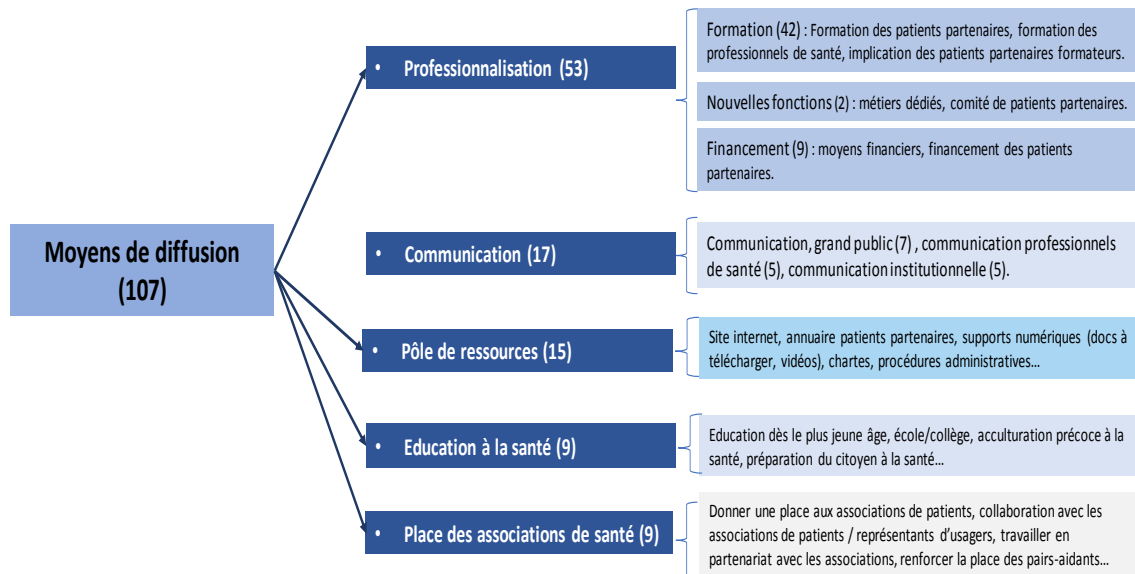 Moyens de diffusion
(107)
• Professionnalisation (53)
Formation (42) : Formation des patients partenaires, formation des
professionnels de santé, implication des patients partenaires formateurs.
Nouvelles fonctions (2) : métiers dédiés, comité de patients partenaires.
Financement (9) : moyens financiers, financement des patients
partenaires.
• Communication (17)
Communication, grand public (7) , communication professionnels
de santé (5), communication institutionnelle (5).
• Pôle de ressources (15)
Site internet, annuaire patients partenaires, supports numériques (docs à
télécharger, vidéos), chartes, procédures administratives…
• Education à la santé (9)
Education dès le plus jeune âge, école/collège, acculturation précoce à la
santé, préparation du citoyen à la santé…
• Place des associations de santé (9)
Donner une place aux associations de patients, collaboration avec les
associations de patients / représentants d’usagers, travailler en
partenariat avec les associations, renforcer la place des pairs-aidants…